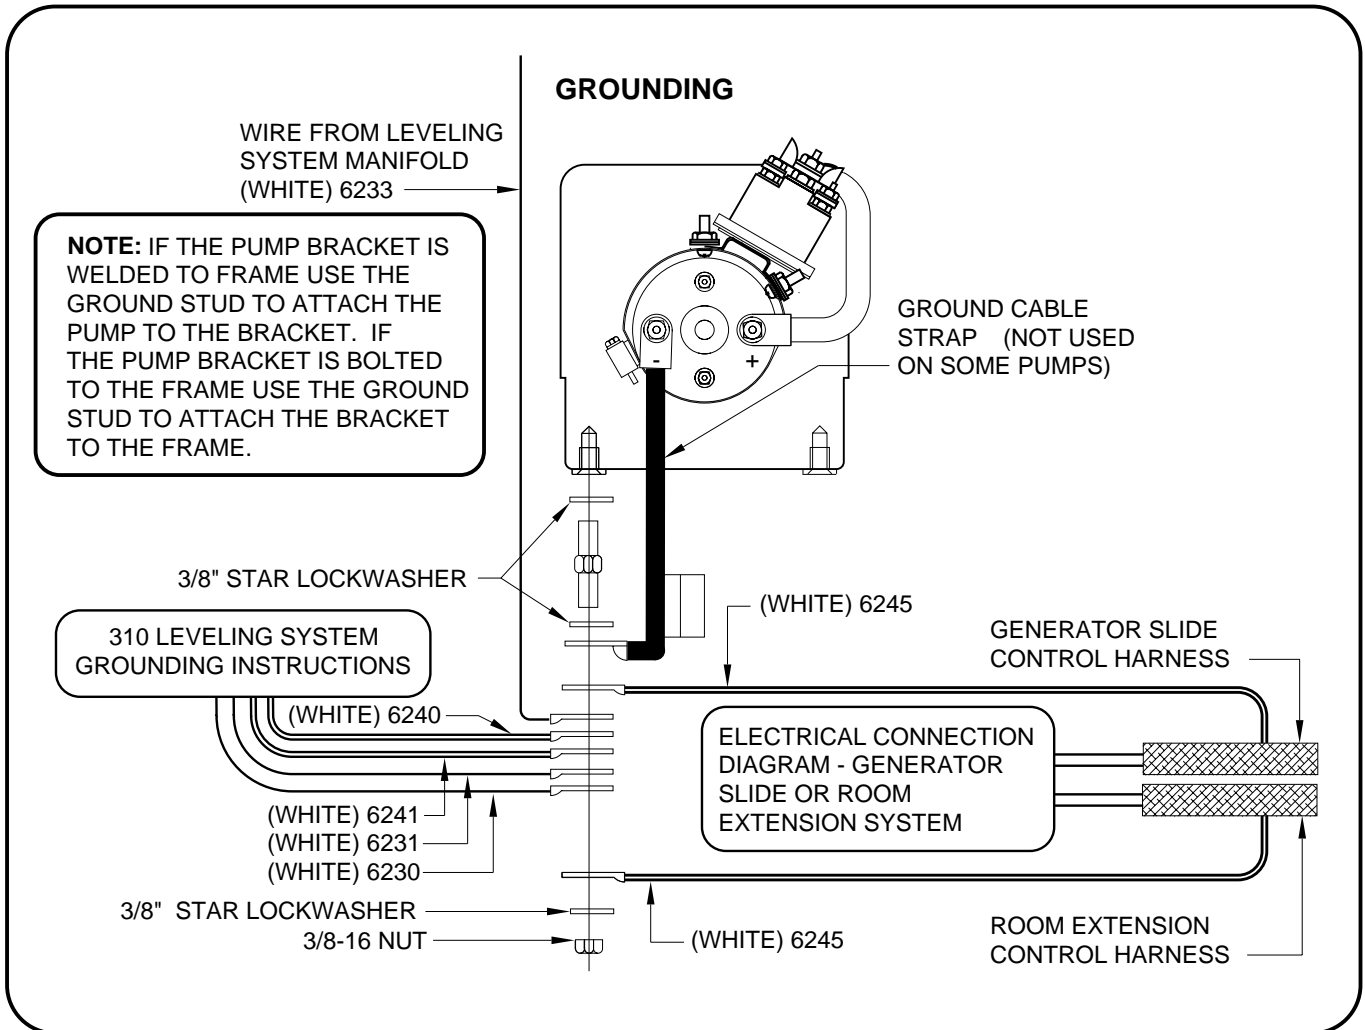 GROUNDING
WIRE FROM LEVELING
SYSTEM MANIFOLD
(WHITE) 6233
NOTE: IF THE PUMP BRACKET IS
WELDED TO FRAME USE THE
GROUND STUD TO ATTACH THE
PUMP TO THE BRACKET. IF
THE PUMP BRACKET IS BOLTED
TO THE FRAME USE THE GROUND
STUD TO ATTACH THE BRACKET
TO THE FRAME.
- +
GROUND CABLE
STRAP (NOT USED
ON SOME PUMPS)
3/8" STAR LOCKWASHER
310 LEVELING SYSTEM
GROUNDING INSTRUCTIONS
(WHITE) 6245
GENERATOR SLIDE
CONTROL HARNESS
(WHITE) 6240
ELECTRICAL CONNECTION
DIAGRAM - GENERATOR
SLIDE OR ROOM
EXTENSION SYSTEM
(WHITE) 6241
(WHITE) 6231
(WHITE) 6230
3/8" STAR LOCKWASHER
3/8-16 NUT
(WHITE) 6245
ROOM EXTENSION
CONTROL HARNESS